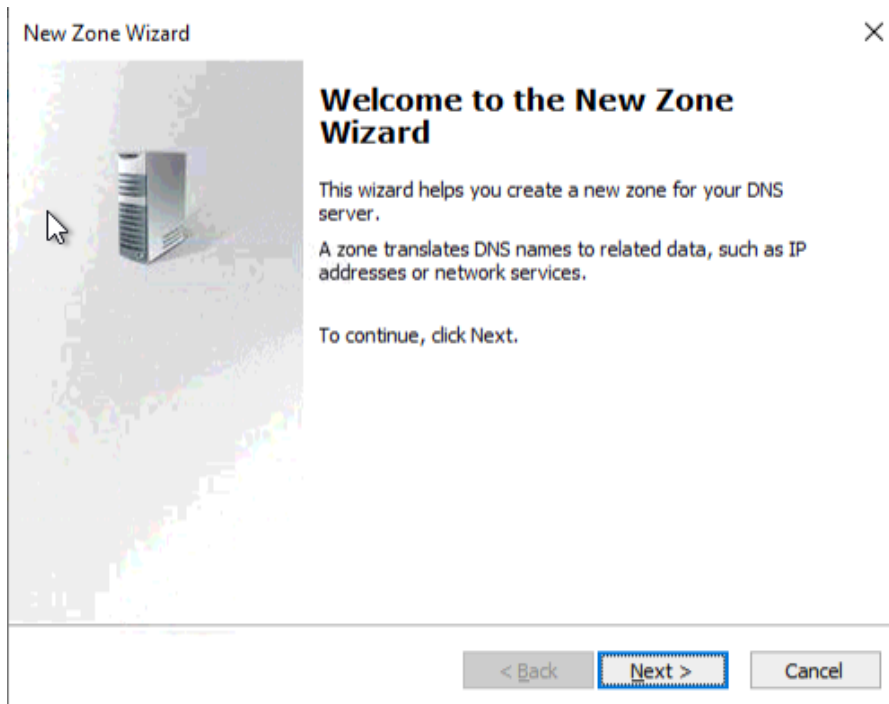 New Zone Wizard
Welcome to the New Zone
Wizard
This wizard helps you create a new zone for your DNS
server.
A zone translates DNS names to related data, such as IP
addresses or network services.
To continue, click Next.
< Back
Next >
Cancel